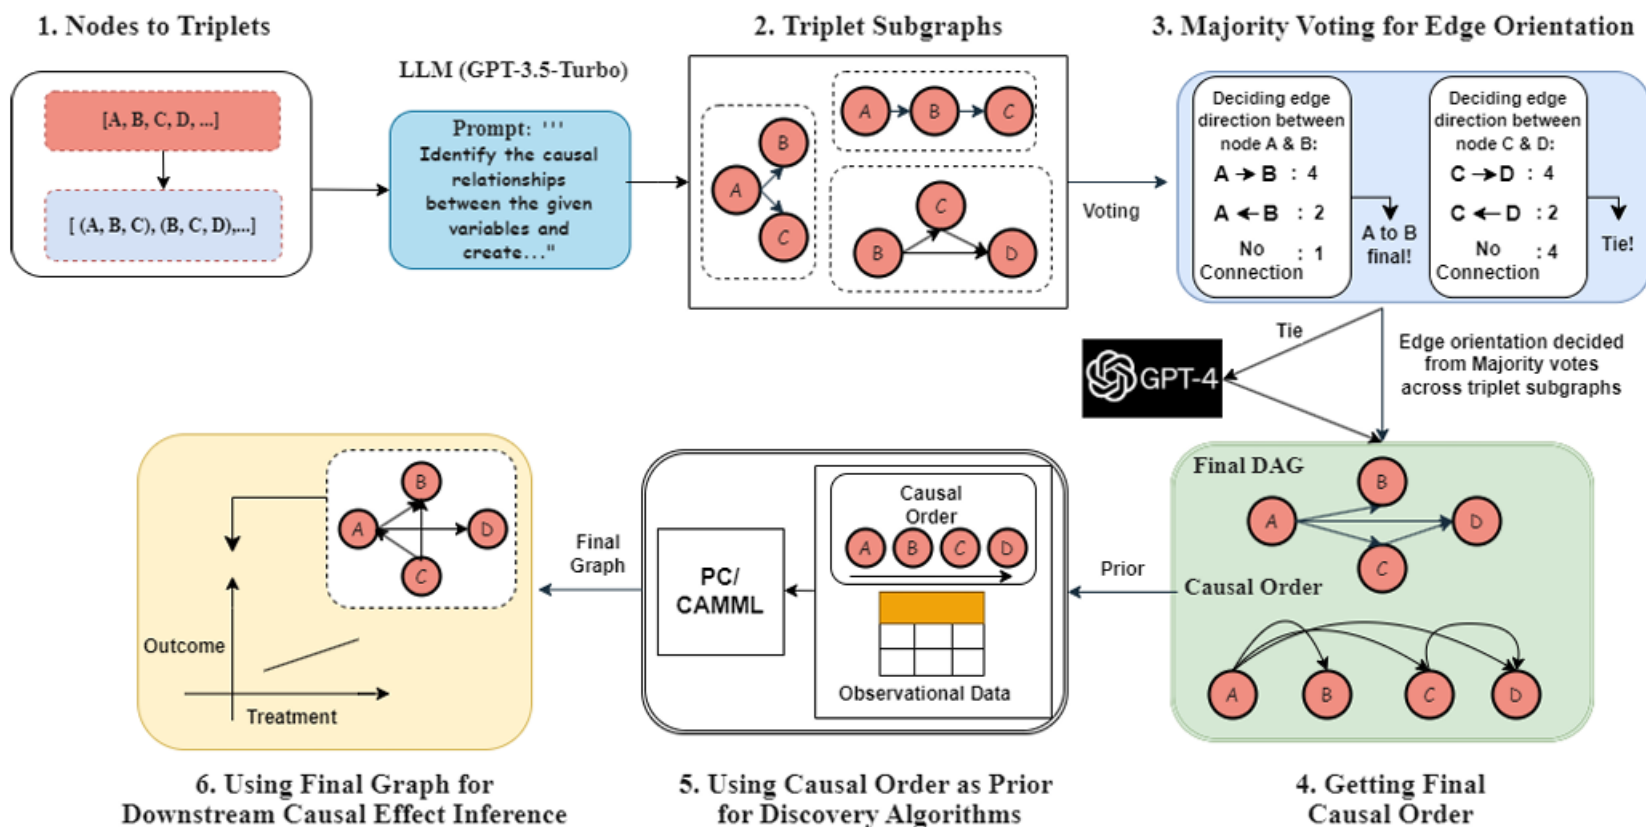 1. Nodes to Triplets
[A, B, C, D, ...]
[ (A, B, C), (B, C, D),...]
LLM (GPT-3.5-Turbo)
Prompt: '''
Identify the causal
relationships
between the given
variables and
create..."
2. Triplet Subgraphs
A
B
C
A
B
C
B
C
D
Voting
3. Majority Voting for Edge Orientation
Deciding edge
direction between
node A & B:
A → B : 4
A ← B : 2
No
Connection : 1
A to B
final!
Deciding edge
direction between
node C & D:
C → D : 4
C ← D : 2
No
Connection : 4
Tie!
Tie
GPT-4
Edge orientation decided
from Majority votes
across triplet subgraphs
Final DAG
A
B
C
D
Causal Order
A
B
C
D
4. Getting Final
Causal Order
Prior
Causal
Order
A
B
C
D
Observational Data
PC/
CAMML
5. Using Causal Order as Prior
for Discovery Algorithms
Final
Graph
A
B
C
D
Outcome
Treatment
6. Using Final Graph for
Downstream Causal Effect Inference